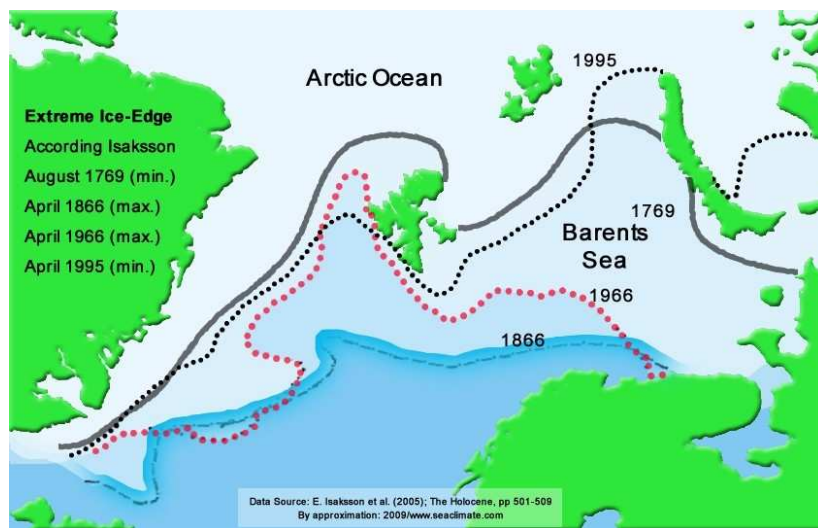 1995
Arctic Ocean
Extreme Ice-Edge
According Isaksson
August 1769 (min.)
April 1866 (max.)
April 1966 (max.)
April 1995 (min.)
1769
Barents
Sea
1966
1866
Data Source: E. Isaksson et al. (2005); The Holocene, pp 501-509
By approximation: 2009/www.seaclimate.com